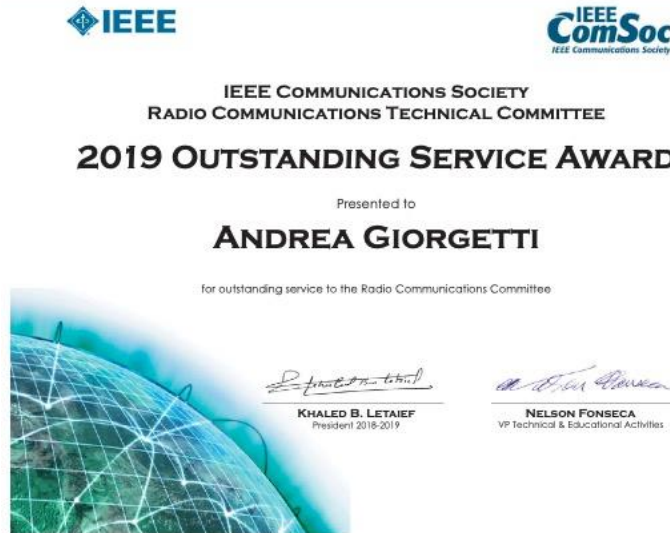 IEEE
IEEE
ComSoc
IEEE Communications Society
IEEE COMMUNICATIONS SOCIETY
RADIO COMMUNICATIONS TECHNICAL COMMITTEE
2019 OUTSTANDING SERVICE AWARD
Presented to
ANDREA GIORGETTI
for outstanding service to the Radio Communications Committee
KHALED B. LETAIEF
President 2018-2019
NELSON FONSECA
VP Technical & Educational Activities